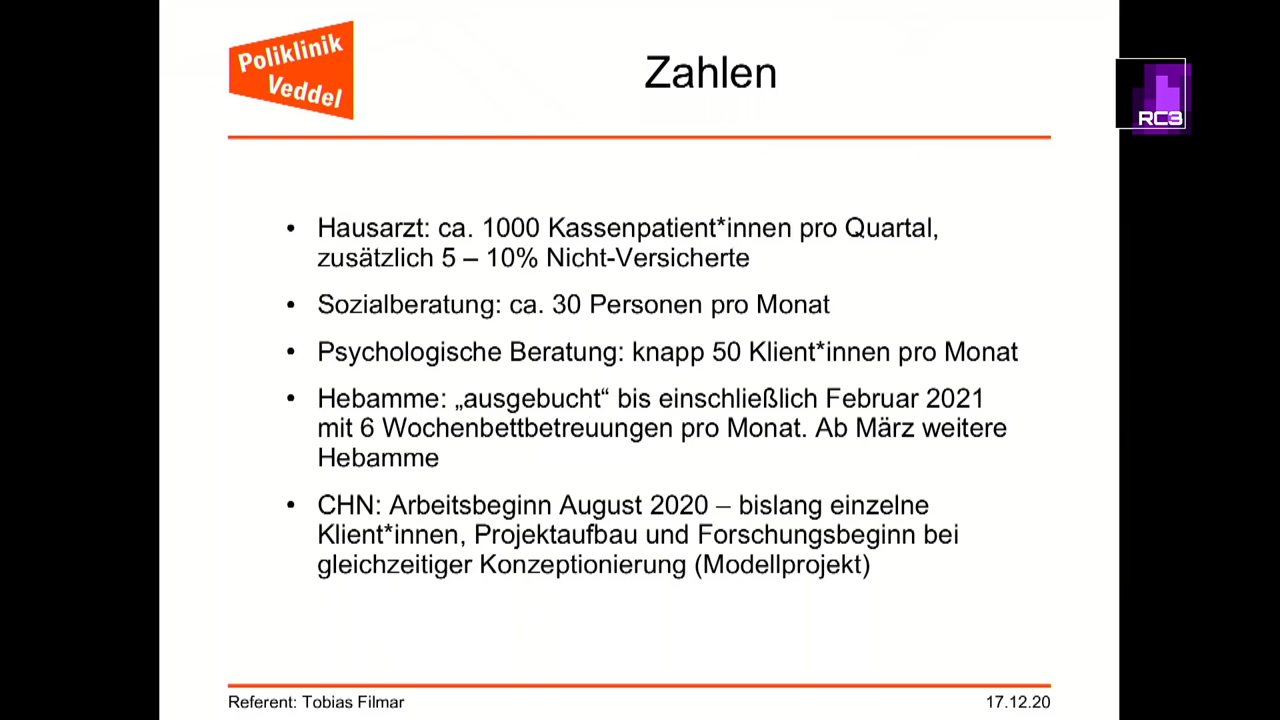 Poliklinik
Veddel
Zahlen
RC3
• Hausarzt: ca. 1000 Kassenpatient*innen pro Quartal,
zusätzlich 5 – 10% Nicht-Versicherte
• Sozialberatung: ca. 30 Personen pro Monat
• Psychologische Beratung: knapp 50 Klient*innen pro Monat
• Hebamme: „ausgebucht“ bis einschließlich Februar 2021
mit 6 Wochenbettbetreuungen pro Monat. Ab März weitere
Hebamme
• CHN: Arbeitsbeginn August 2020 – bislang einzelne
Klient*innen, Projektaufbau und Forschungsbeginn bei
gleichzeitiger Konzeptionierung (Modellprojekt)
Referent: Tobias Filmar
17.12.20